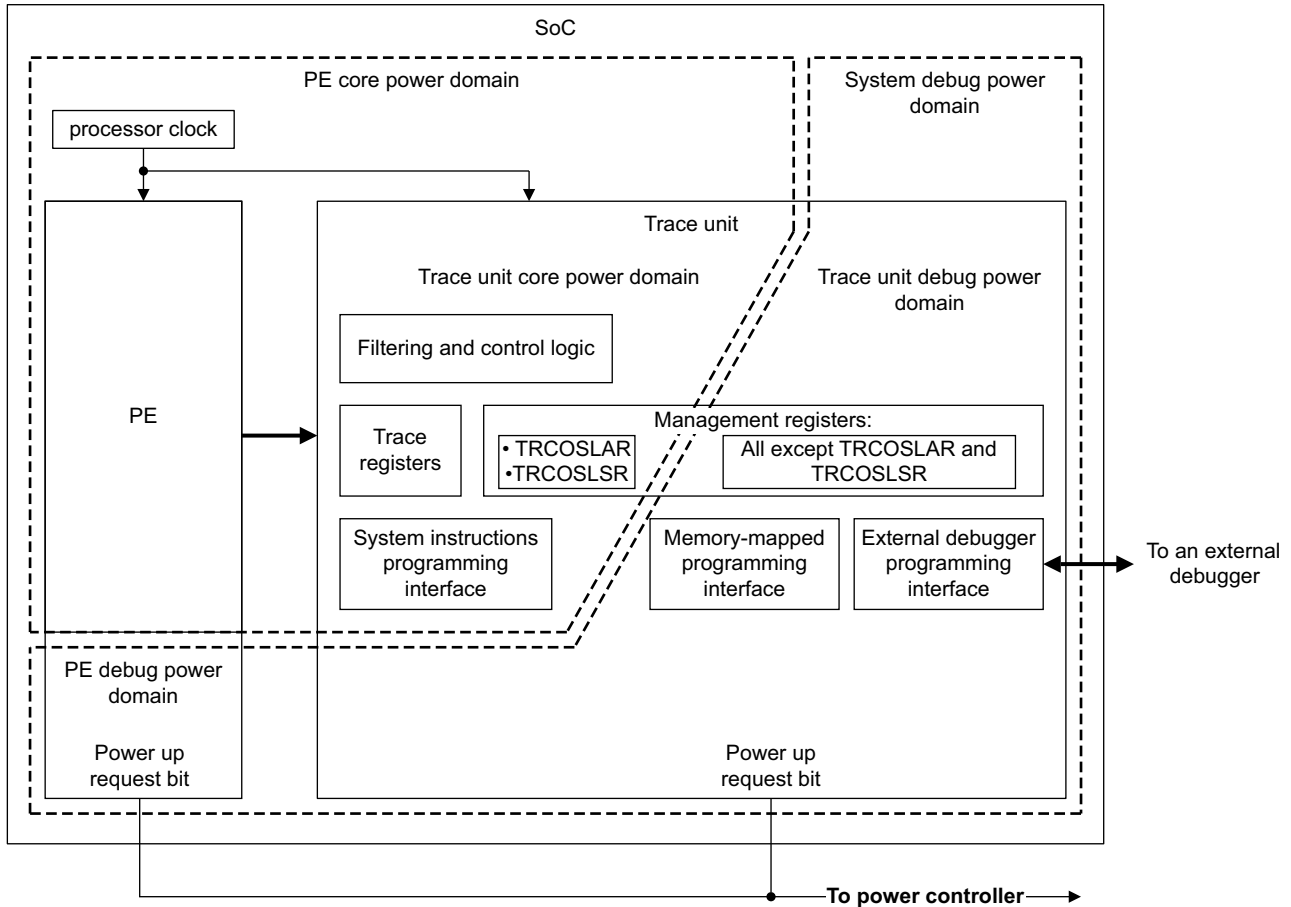 SoC
PE core power domain
System debug power
domain
processor clock
Trace unit
Trace unit core power domain
Trace unit debug power
domain
Filtering and control logic
PE
Trace
registers
Management registers:
• TRCOSLAR
•TRCOSLSR
All except TRCOSLAR and
TRCOSLSR
System instructions
programming
interface
Memory-mapped
programming
interface
External debugger
programming
interface
To an external
debugger
PE debug power
domain
Power up
request bit
Power up
request bit
To power controller